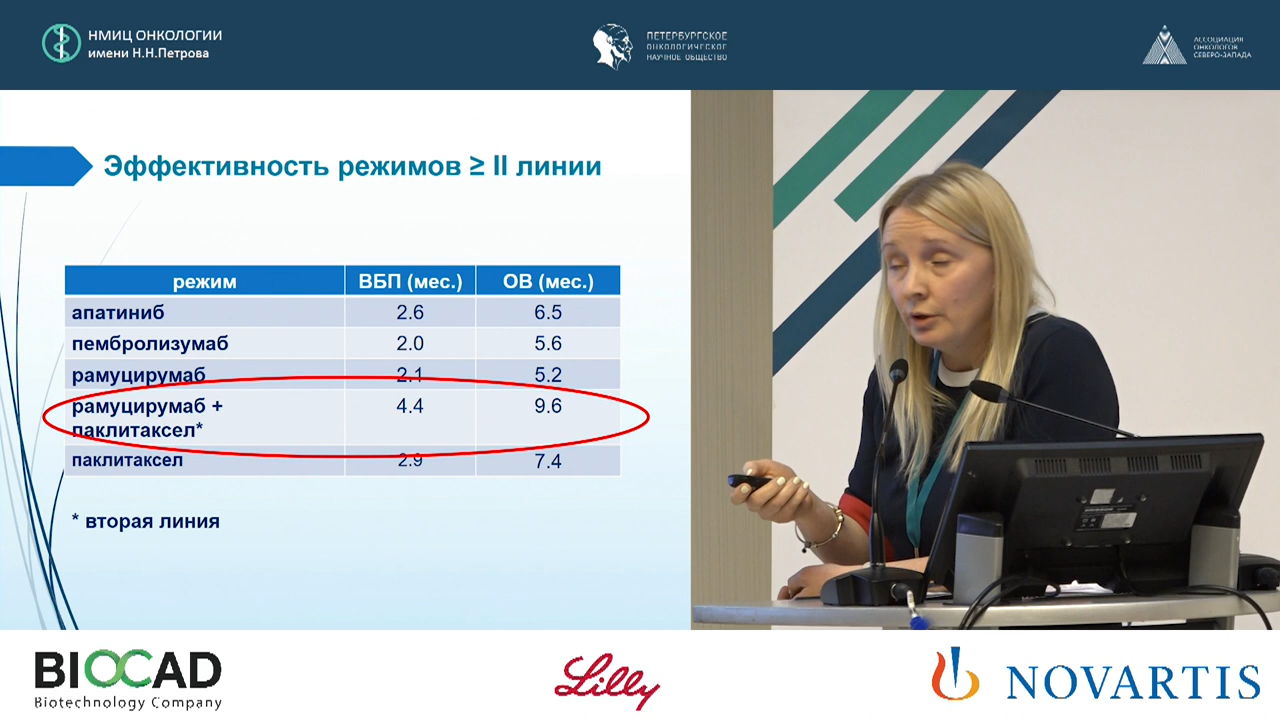 НМИЦ ОНКОЛОГИИ
имени Н.Н.Петрова
ПЕТЕРБУРГСКОЕ
ОНКОЛОГИЧЕСКОЕ
НАУЧНОЕ ОБЩЕСТВО
АССОЦИАЦИЯ
ОНКОЛОГОВ
СЕВЕРО-ЗАПАДА
Эффективность режимов ≥ II линии
режим ВБП (мес.) ОВ (мес.)
апатиниб 2.6 6.5
пембролизумаб 2.0 5.6
рамуцирумаб 2.1 5.2
рамуцирумаб + 4.4 9.6
паклитаксел*
паклитаксел 2.9 7.4
* вторая линия
BIOCAD
Biotechnology Company
Lilly
NOVARTIS